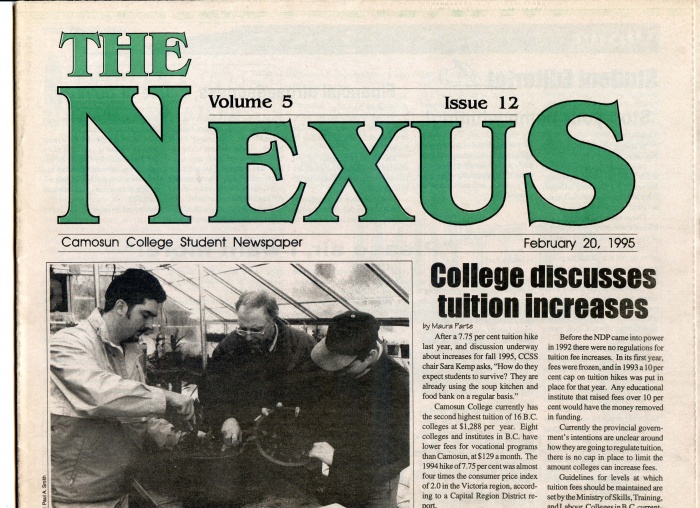 THE
NEXUS
Volume 5 Issue 12
Camosun College Student Newspaper February 20, 1995
College discusses
tuition increases
by Maura Parte
After a 7.75 per cent tuition hike
last year, and discussion underway
about increases for fall 1995, CCSS
chair Sara Kemp asks, "How do they
expect students to survive? They are
already using the soup kitchen and
food bank on a regular basis."
Camosun College currently has
the second highest tuition of 16 B.C.
colleges at $1,288 per year. Eight
colleges and institutes in B.C. have
lower fees for vocational programs
than Camosun, at $129 a month. The
1994 hike of 7.75 per cent was almost
four times the consumer price index
of 2.0 in the Victoria region, accord-
ing to a Capital Region District re-
port.
Before the NDP came into power
in 1992 there were no regulations for
tuition fee increases. In its first year,
fees were frozen, and in 1993 a 10 per
cent cap on tuition hikes was put in
place for that year. Any educational
institute that raised fees over 10 per
cent would have the money removed
in funding.
Currently the provincial govern-
ment's intentions are unclear around
how they are going to regulate tuition,
there is no cap in place to limit the
amount colleges can increase fees.
Guidelines for levels at which
tuition fees should be maintained are
set by the Ministry of Skills, Training,
and Labour. Colleges in B.C. current-
Paul A. Smith